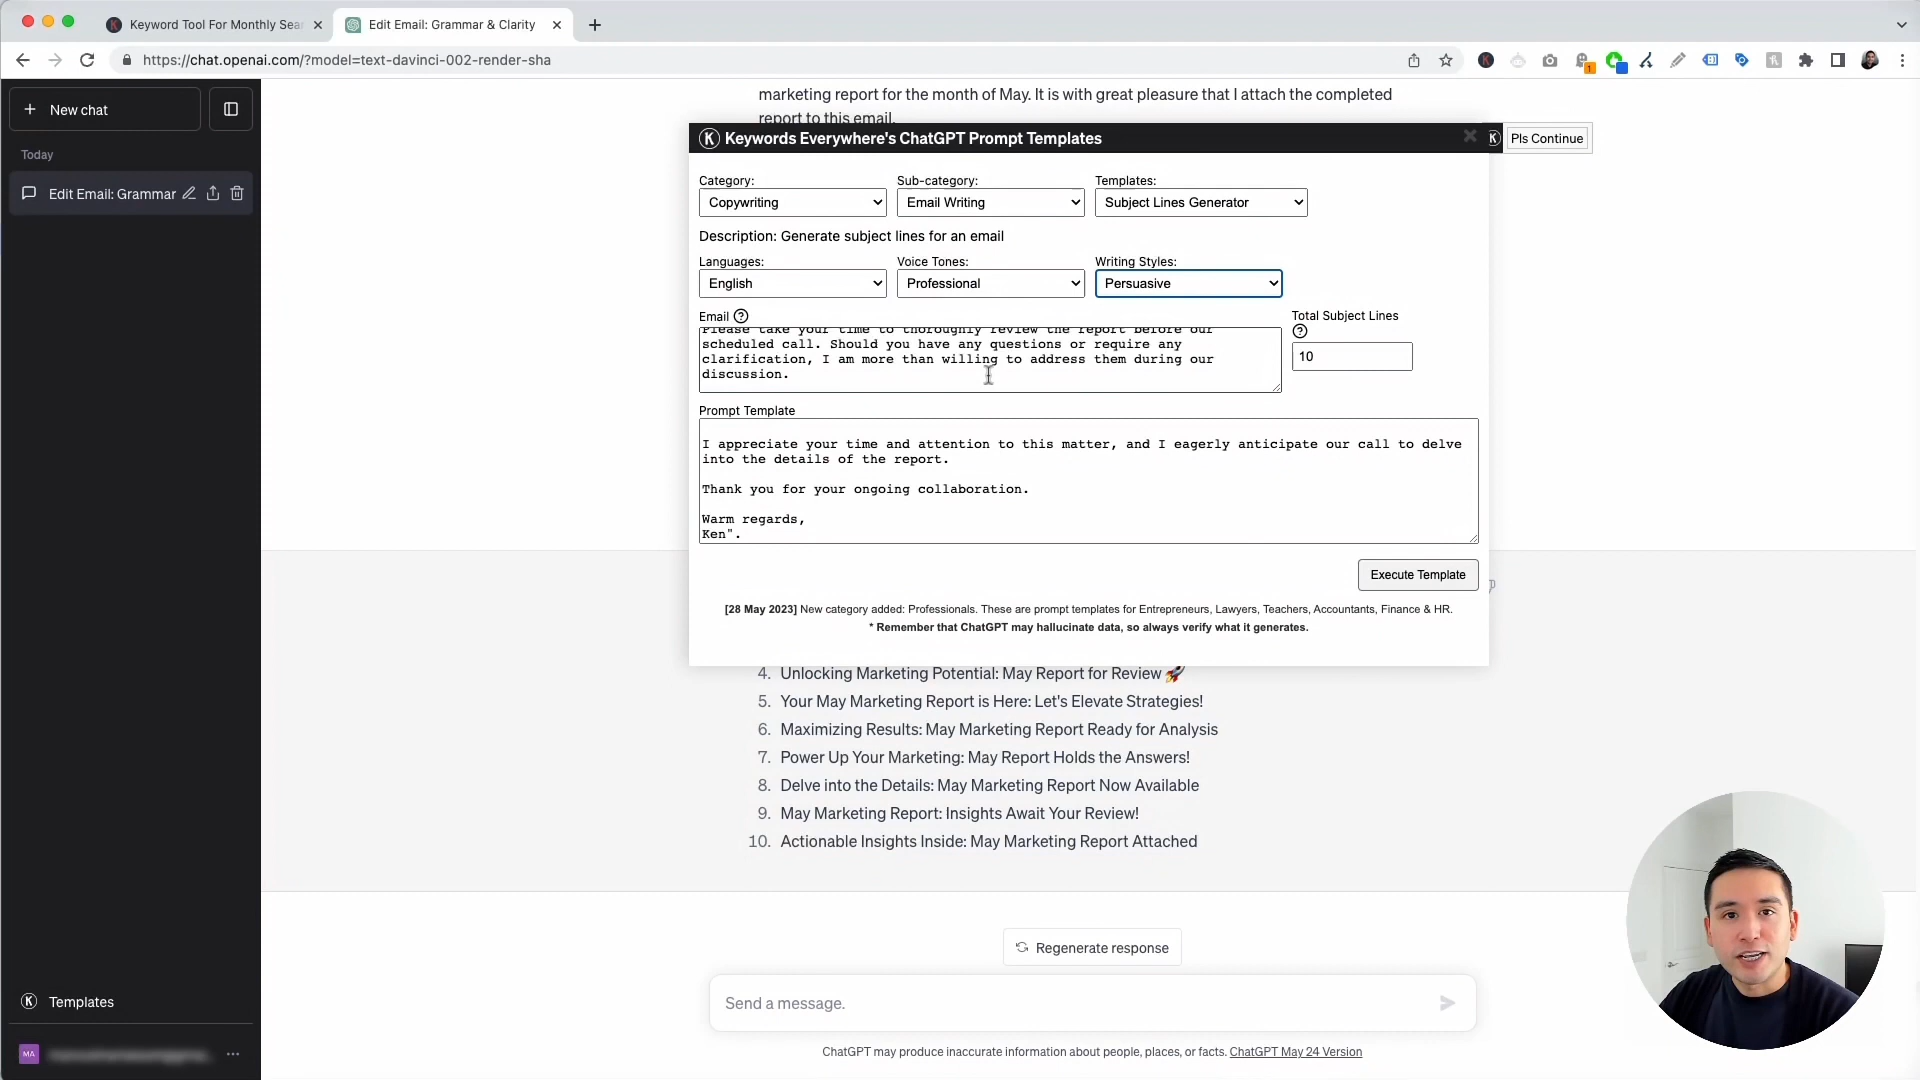 Keyword Tool For Monthly Sea
Edit Email: Grammar & Clarity
https://chat.openai.com/?model=text-davinci-002-render-sha
1
New chat
Today
Edit Email: Grammar
marketing report for the month of May. It is with great pleasure that I attach the completed
report to this email.
K Keywords Everywhere's ChatGPT Prompt Templates
K Pls Continue
Category: Sub-category: Templates:
Copywriting Email Writing Subject Lines Generator
Description: Generate subject lines for an email
Languages: Voice Tones: Writing Styles:
English Professional Persuasive
Email ? Total Subject Lines ?
Please take your time to thoroughly review the report before our
scheduled call. Should you have any questions or require any
clarification, I am more than willing to address them during our
discussion.
10
Prompt Template
I appreciate your time and attention to this matter, and I eagerly anticipate our call to delve
into the details of the report.
Thank you for your ongoing collaboration.
Warm regards,
Ken".
Execute Template
[28 May 2023] New category added: Professionals. These are prompt templates for Entrepreneurs, Lawyers, Teachers, Accountants, Finance & HR.
* Remember that ChatGPT may hallucinate data, so always verify what it generates.
4. Unlocking Marketing Potential: May Report for Review 🚀
5. Your May Marketing Report is Here: Let's Elevate Strategies!
6. Maximizing Results: May Marketing Report Ready for Analysis
7. Power Up Your Marketing: May Report Holds the Answers!
8. Delve into the Details: May Marketing Report Now Available
9. May Marketing Report: Insights Await Your Review!
10. Actionable Insights Inside: May Marketing Report Attached
Regenerate response
Send a message.
ChatGPT may produce inaccurate information about people, places, or facts. ChatGPT May 24 Version
K Templates
MA